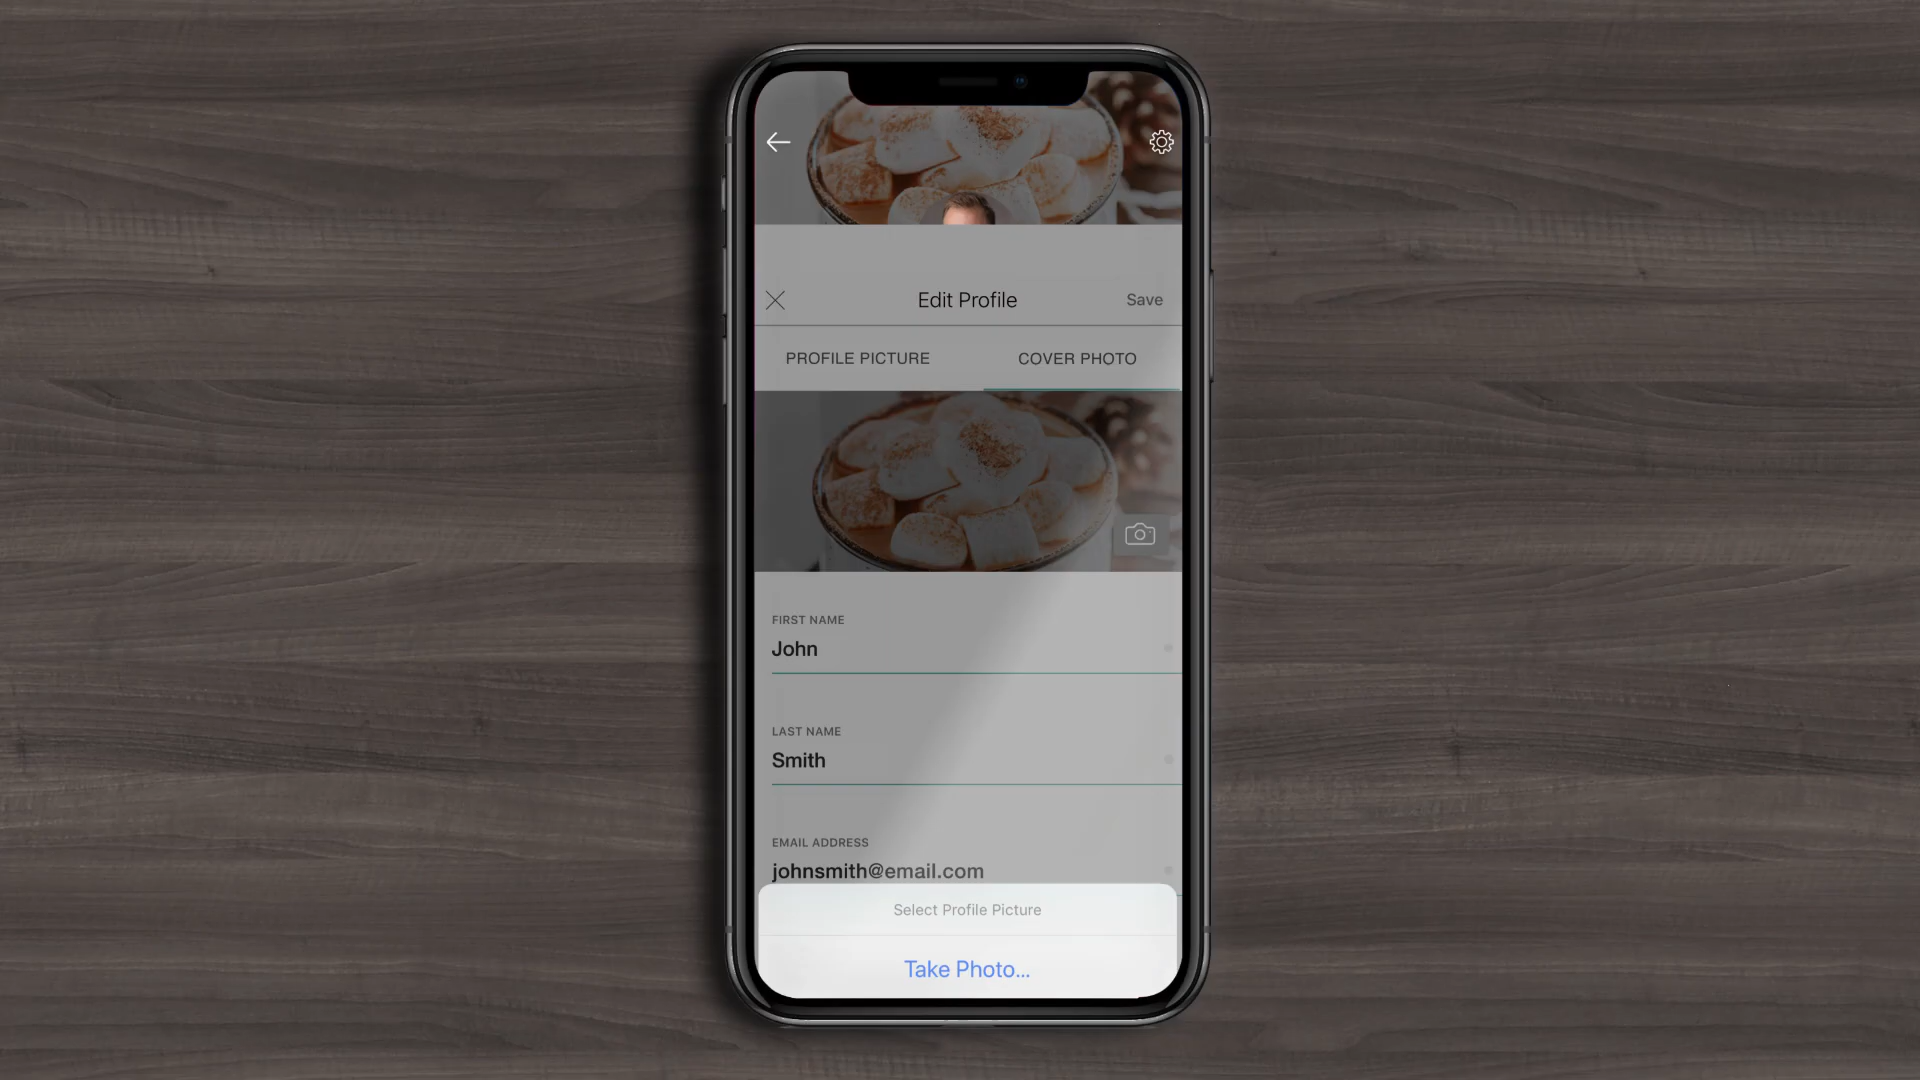 Edit Profile
Save
PROFILE PICTURE
COVER PHOTO
FIRST NAME
John
LAST NAME
Smith
EMAIL ADDRESS
johnsmith@email.com
Select Profile Picture
Take Photo...